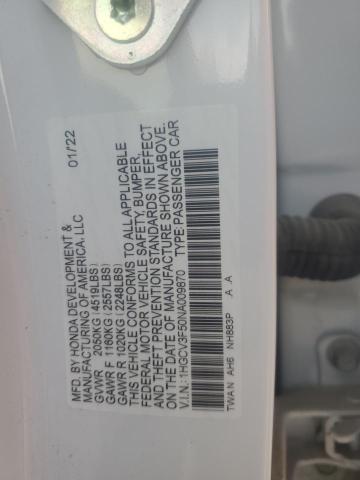 MFD. BY HONDA DEVELOPMENT & 01/'22
MANUFACTURING OF AMERICA, LLC
GVWR 2050KG(4519LBS)
GAWR F 1160KG(2557LBS)
GAWR R 1020KG(2248LBS)
THIS VEHICLE CONFORMS TO ALL APPLICABLE
FEDERAL MOTOR VEHICLE SAFETY, BUMPER,
AND THEFT PREVENTION STANDARDS IN EFFECT
ON THE DATE OF MANUFACTURE SHOWN ABOVE.
V.I.N.:1HGCV3F50NA009870 TYPE:PASSENGER CAR
TWAN AH6 NH883P A A